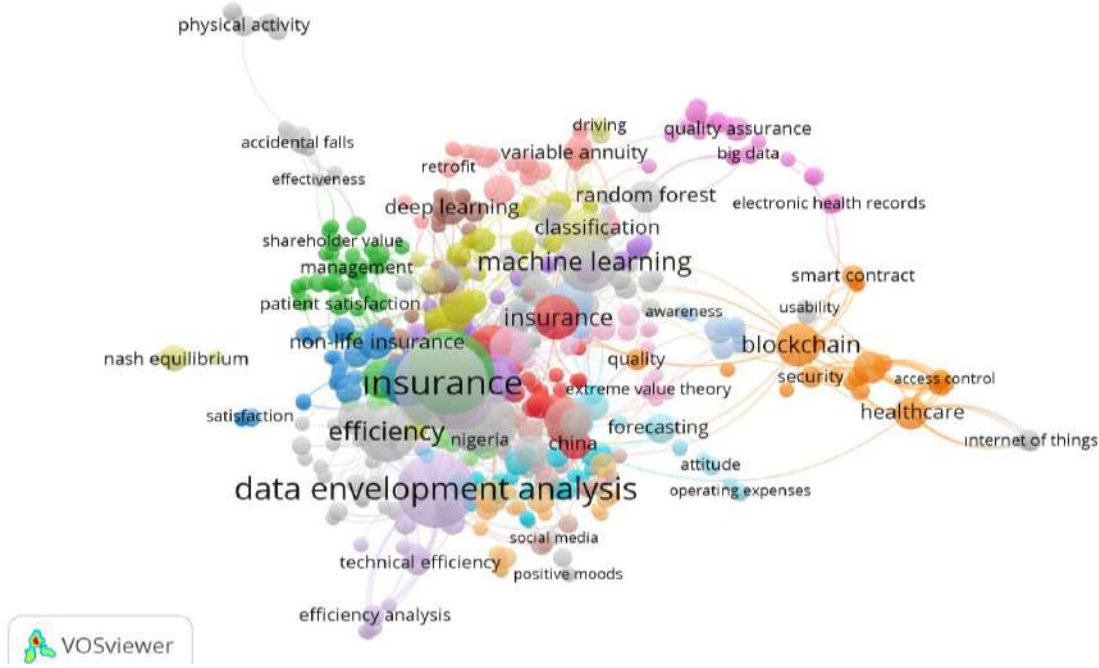 physical activity
driving
quality assurance
accidental falls
variable annuity
big data
retrofit
effectiveness
random forest
deep learning
electronic health records
classification
shareholder value
management
machine learning
smart contract
patient satisfaction
usability
insurance
awareness
non-life insurance
blockchain
nash equilibrium
quality
insurance
extreme value theory
security
access control
satisfaction
healthcare
efficiency
nigeria
china
forecasting
internet of things
attitude
data envelopment analysis
operating expenses
social media
technical efficiency
positive moods
efficiency analysis
VOSviewer